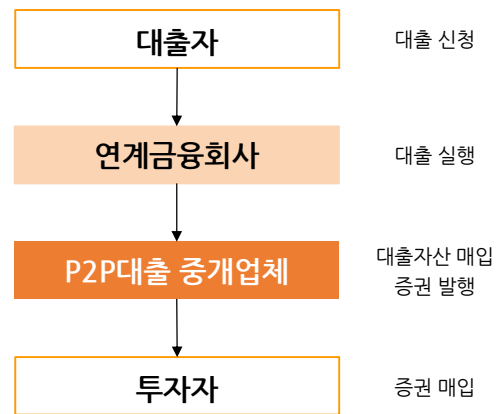 대출자
대출 신청
연계금융회사
대출 실행
P2P대출 중개업체
대출자산 매입
증권 발행
투자자
증권 매입